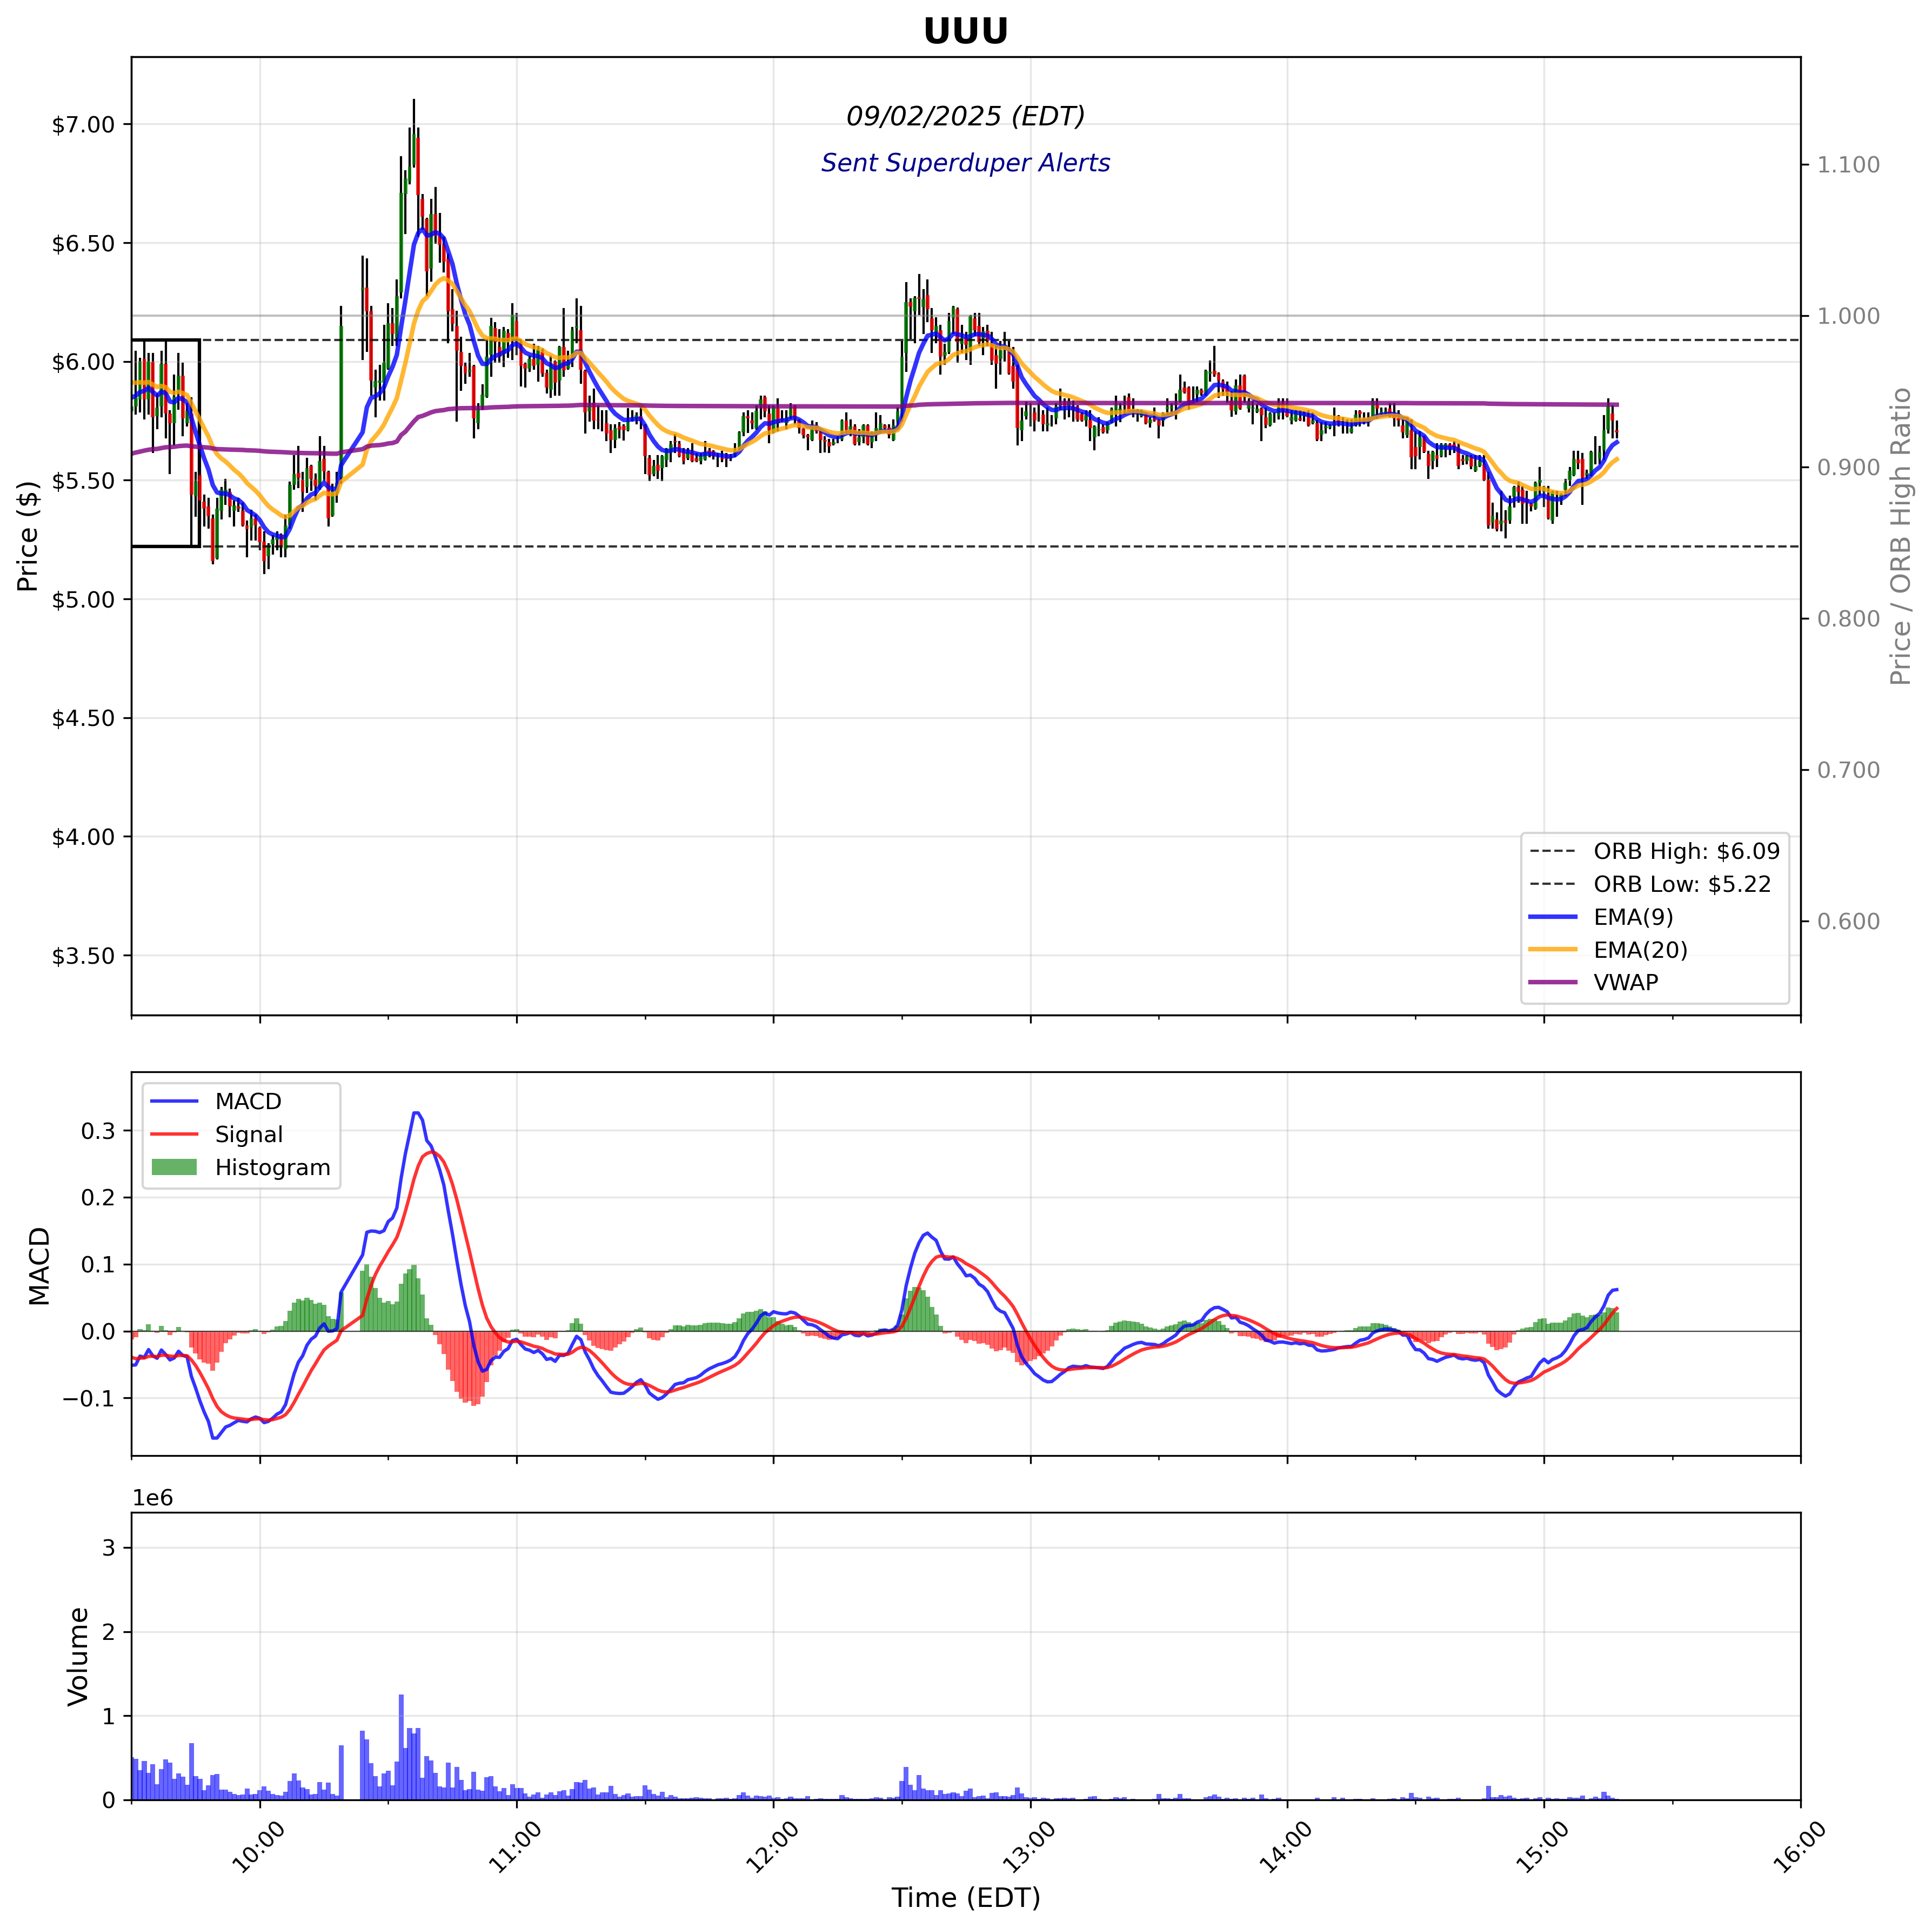 UUU
09/02/2025 (EDT)
Sent Superduper Alerts
Price ($)
$7.00
$6.50
$6.00
$5.50
$5.00
$4.50
$4.00
$3.50
1.100
1.000
0.900
0.800
0.700
0.600
Price / ORB High Ratio
ORB High: $6.09
ORB Low: $5.22
EMA(9)
EMA(20)
VWAP
MACD
0.3
0.2
0.1
0.0
−0.1
MACD
Signal
Histogram
1e6
Volume
3
2
1
0
10:00
11:00
12:00
13:00
14:00
15:00
16:00
Time (EDT)